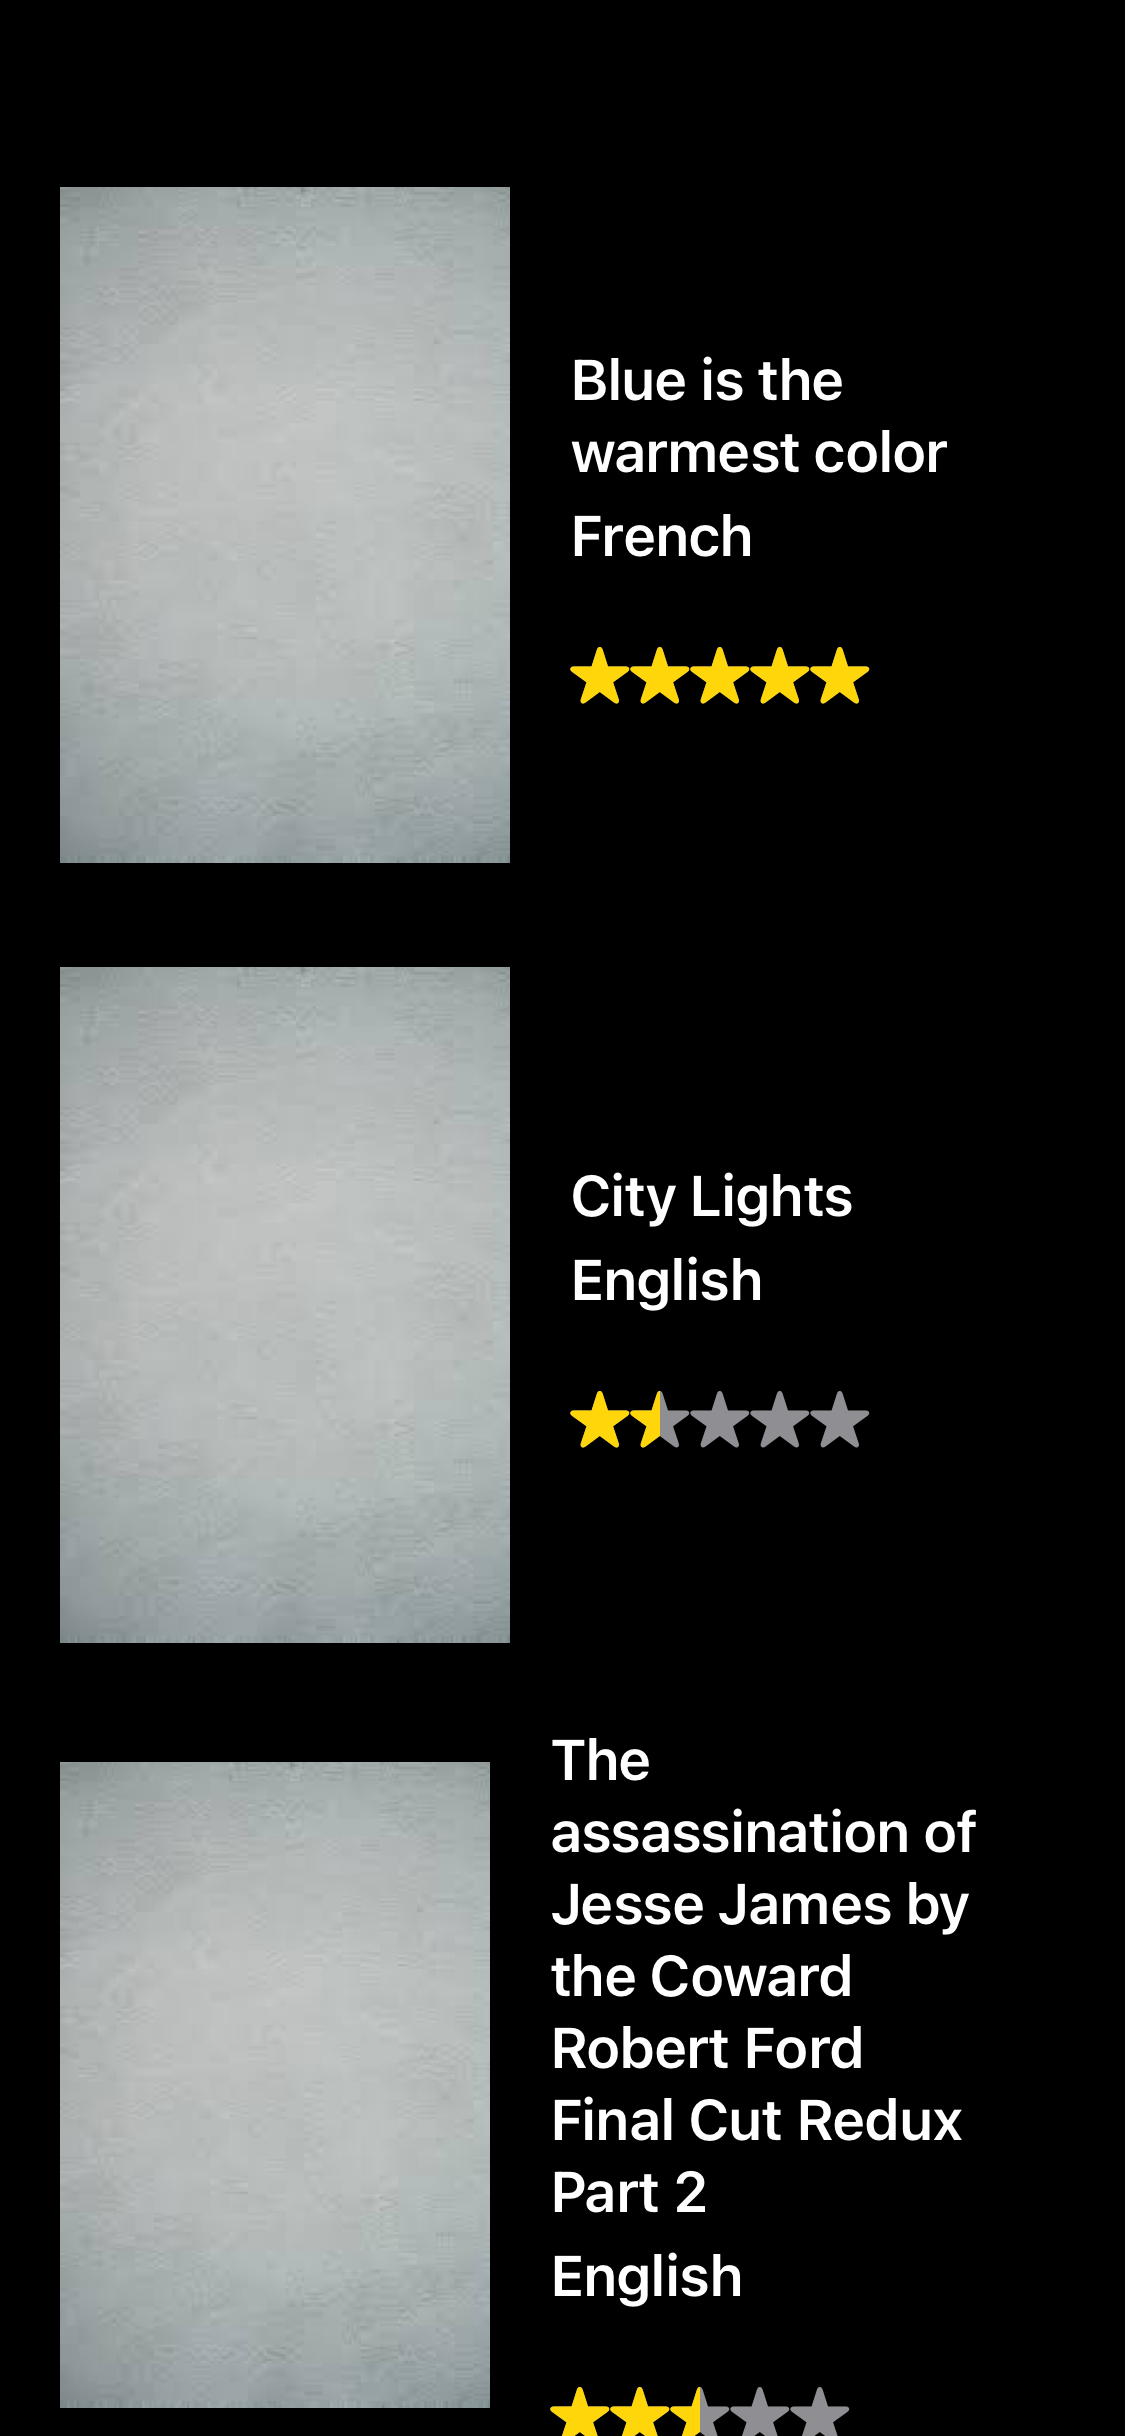 Blue is the
warmest color
French
City Lights
English
The
assassination of
Jesse James by
the Coward
Robert Ford
Final Cut Redux
Part 2
English